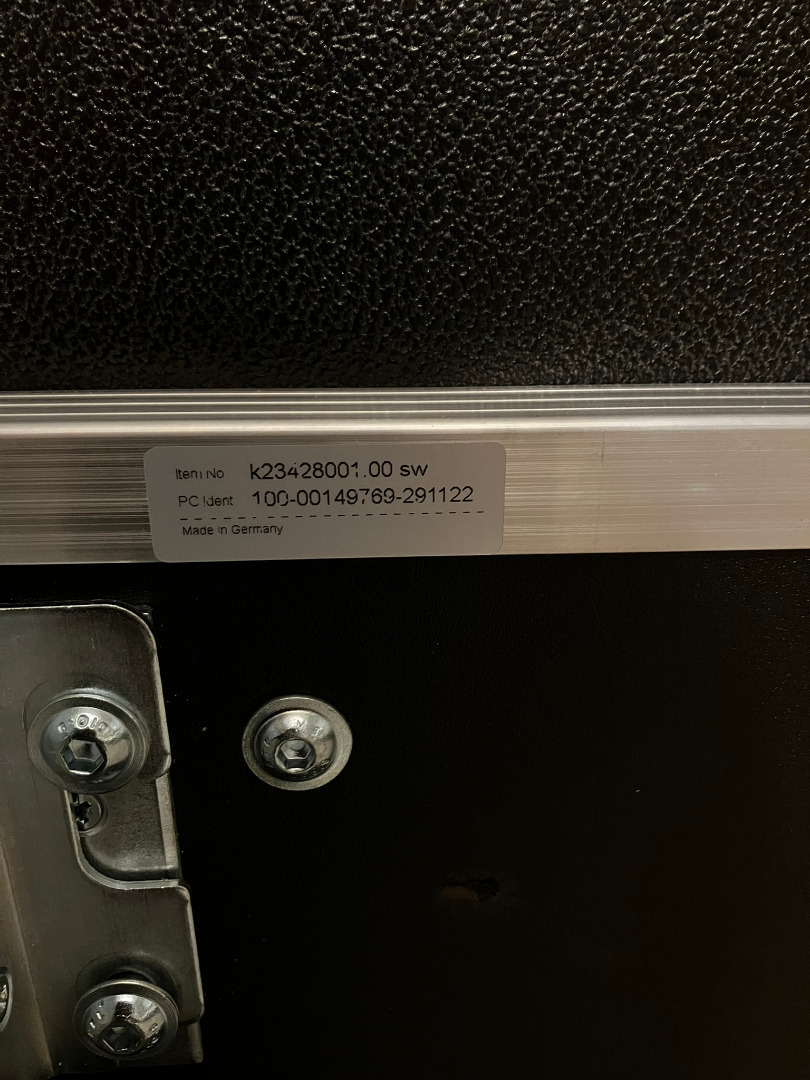 Item No k23428001.00 sw
PC Ident 100-00149769-291122
Made in Germany